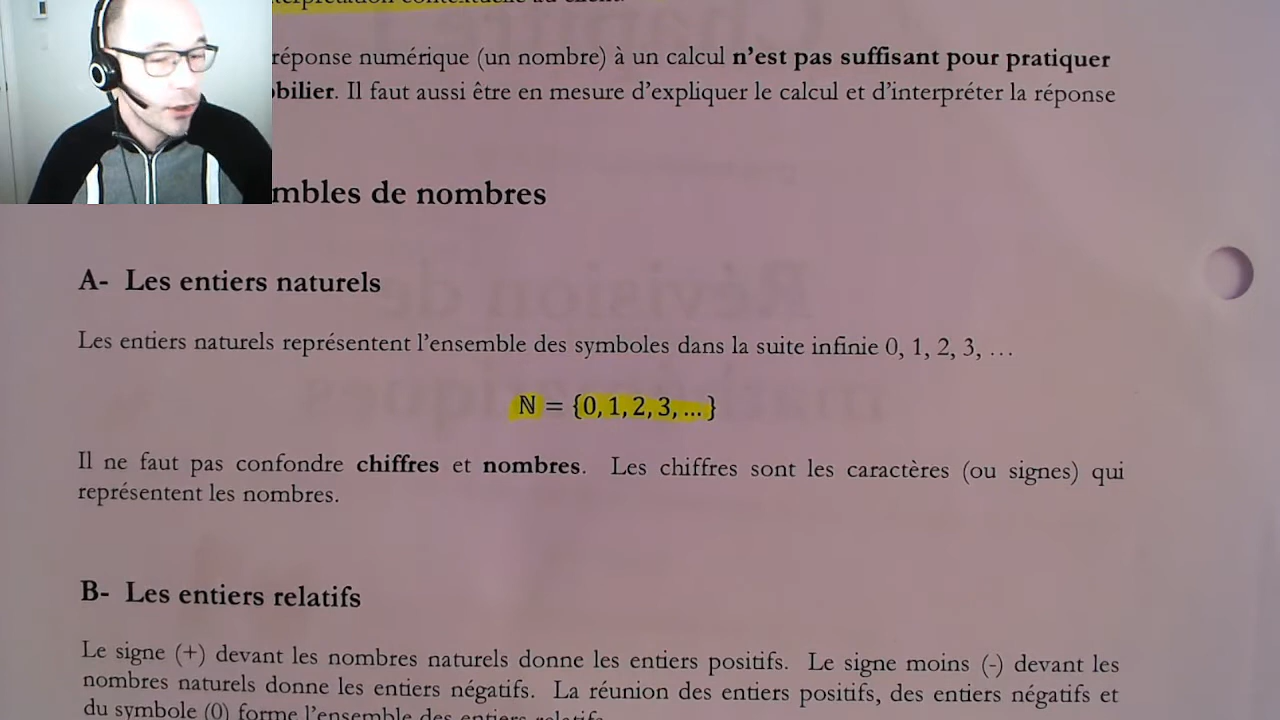 contextuelle au client.
réponse numérique (un nombre) à un calcul n'est pas suffisant pour pratiquer
Il faut aussi être en mesure d'expliquer le calcul et d'interpréter la réponse
de nombres
A- Les entiers naturels
Les entiers naturels représentent l'ensemble des symboles dans la suite infinie 0, 1, 2, 3, …
ℕ = {0, 1, 2, 3, … }
Il ne faut pas confondre chiffres et nombres. Les chiffres sont les caractères (ou signes) qui
représentent les nombres.
B- Les entiers relatifs
Le signe (+) devant les nombres naturels donne les entiers positifs. Le signe moins (-) devant les
nombres naturels donne les entiers négatifs. La réunion des entiers positifs, des entiers négatifs et
du symbole (0) forme l'ensemble des entiers relatifs